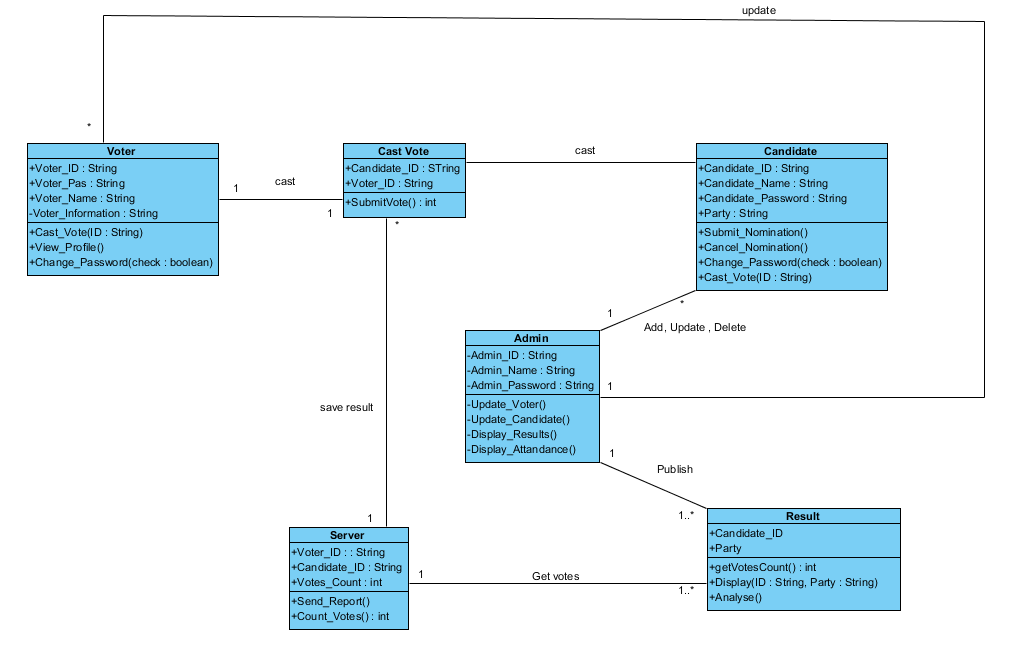 update
*
Voter
+Voter_ID : String
+Voter_Pas : String
+Voter_Name : String
-Voter_Information : String
+Cast_Vote(ID : String)
+View_Profile()
+Change_Password(check : boolean)
1
cast
1
Cast Vote
+Candidate_ID : STring
+Voter_ID : String
+SubmitVote() : int
*
cast
Candidate
+Candidate_ID : String
+Candidate_Name : String
+Candidate_Password : String
+Party : String
+Submit_Nomination()
+Cancel_Nomination()
+Change_Password(check : boolean)
+Cast_Vote(ID : String)
*
1
Add, Update , Delete
Admin
-Admin_ID : String
-Admin_Name : String
-Admin_Password : String
-Update_Voter()
-Update_Candidate()
-Display_Results()
-Display_Attandance()
1
save result
1
Publish
1..*
1
Server
+Voter_ID : : String
+Candidate_ID : String
+Votes_Count : int
+Send_Report()
+Count_Votes() : int
1
Get votes
1..*
Result
+Candidate_ID
+Party
+getVotesCount() : int
+Display(ID : String, Party : String)
+Analyse()